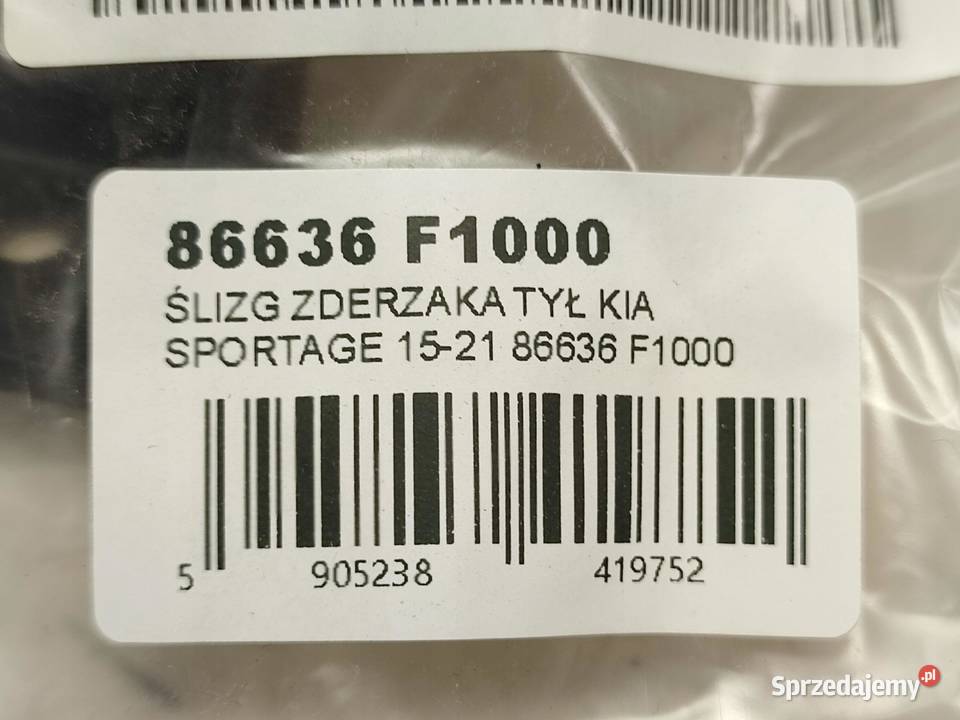 86636 F1000
ŚLIZG ZDERZAKA TYŁ KIA
SPORTAGE 15-21 86636 F1000
5 905238 419752
Sprzedajemy.pl